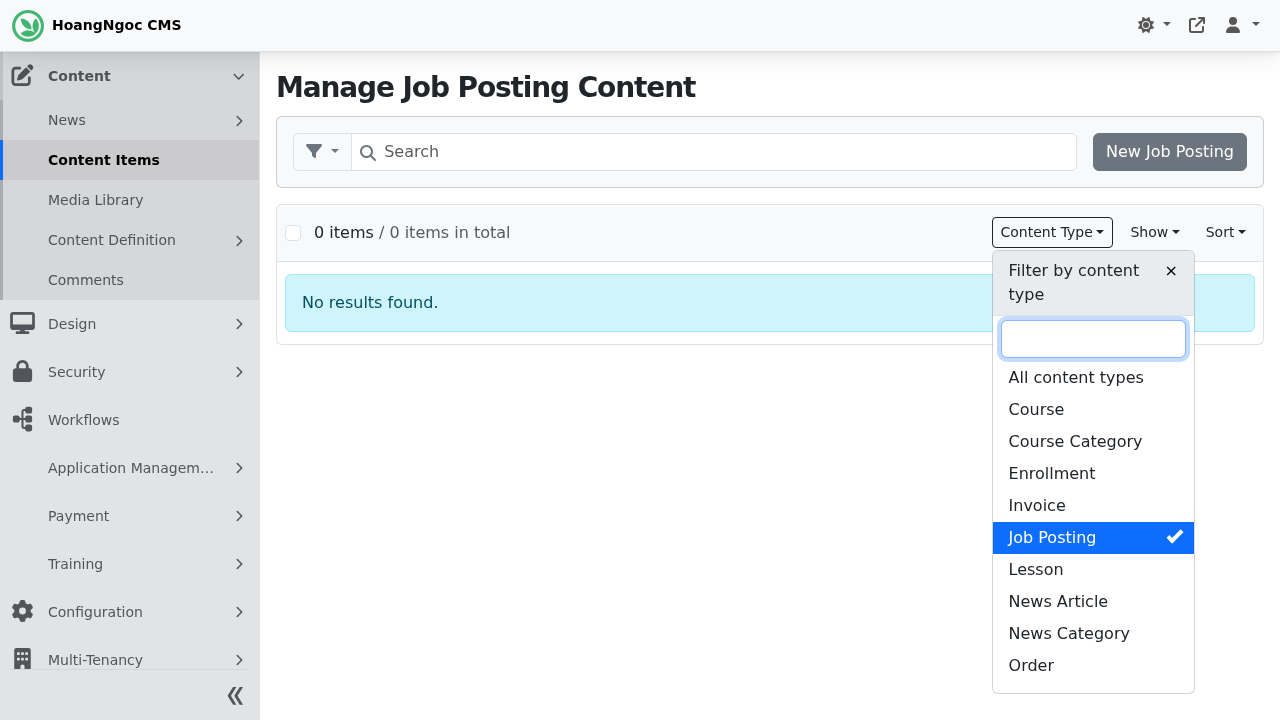 HoangNgoc CMS
Content
News
Content Items
Media Library
Content Definition
Comments
Design
Security
Workflows
Application Managem...
Payment
Training
Configuration
Multi-Tenancy
Manage Job Posting Content
Search
New Job Posting
0 items / 0 items in total
Content Type
Show
Sort
No results found.
Filter by content
type
All content types
Course
Course Category
Enrollment
Invoice
Job Posting
Lesson
News Article
News Category
Order